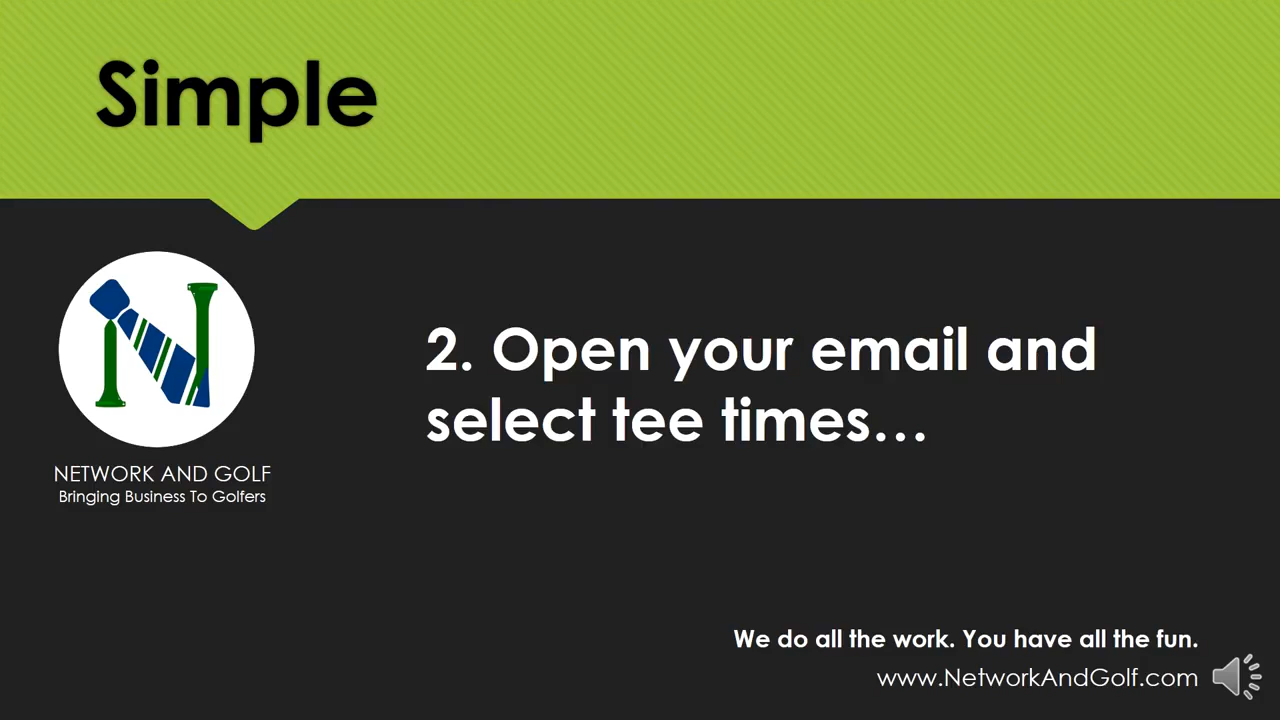 Simple
2. Open your email and
select tee times…
NETWORK AND GOLF
Bringing Business To Golfers
We do all the work. You have all the fun.
www.NetworkAndGolf.com